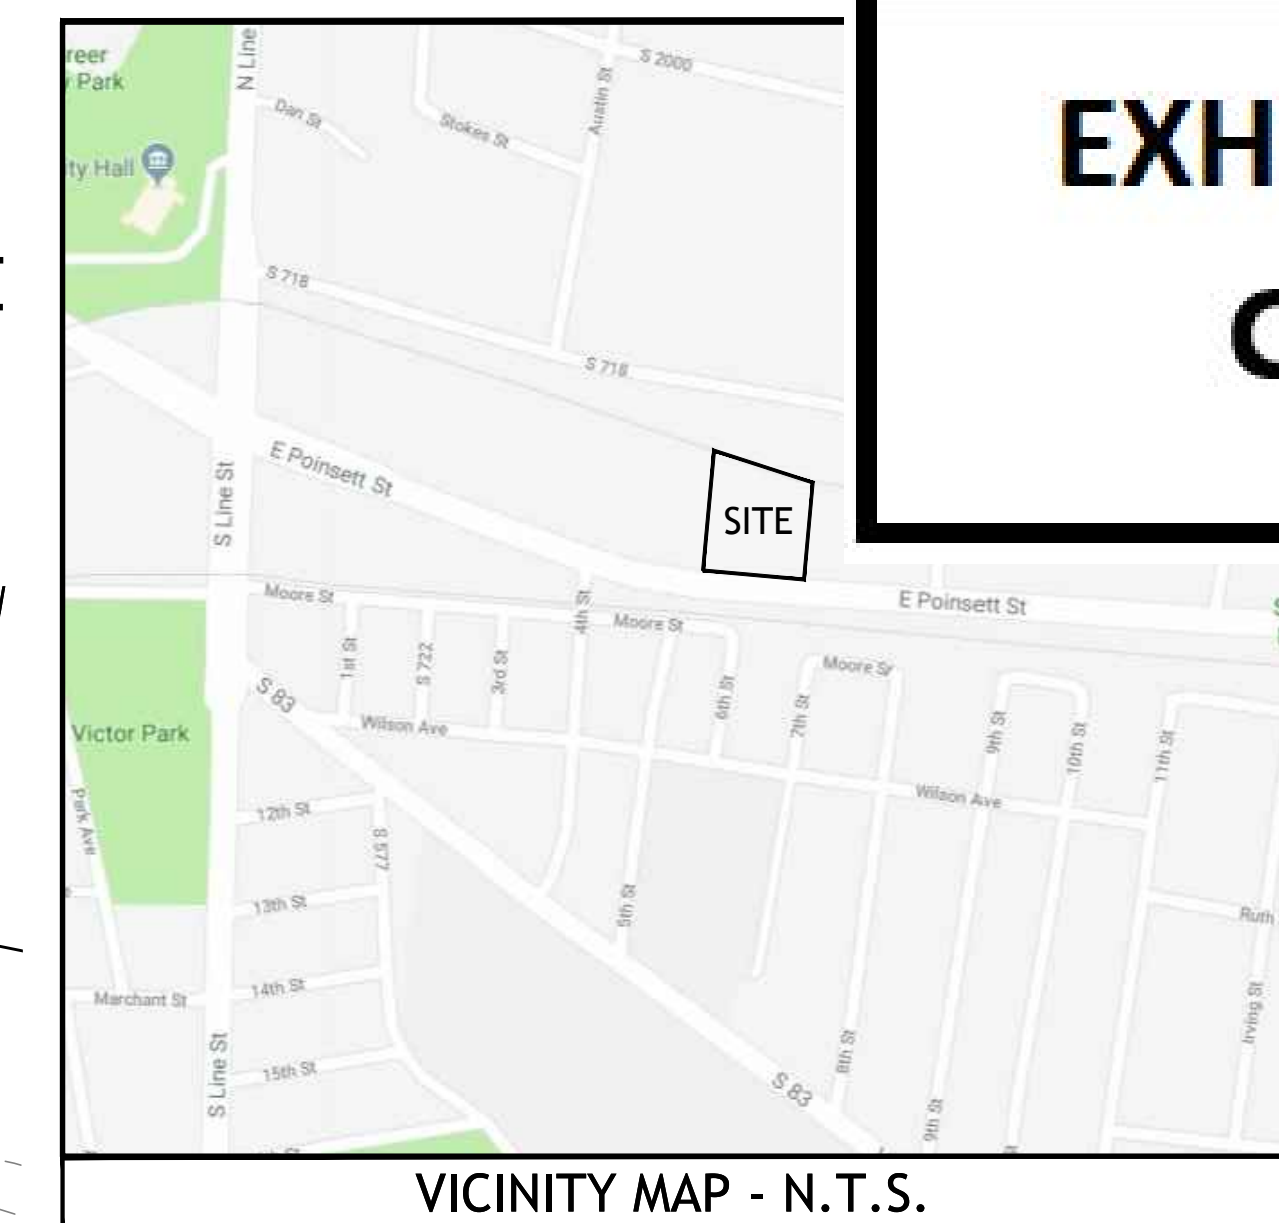 reer
Park
N Line
S 2000
Austin St
Dan St
Stokes St
EXH
ity Hall
S 718
S 718
E Poinsett St
S Line St
SITE
E Poinsett St
Moore St
4th St
Moore St
1st St
S 722
3rd St
6th St
7th St
Moore St
S 83
Wilson Ave
9th St
10th St
11th St
Victor Park
Wilson Ave
Park Ave
12th St
S 577
13th St
5th St
Ruth
14th St
Marchant St
Irving St
S Line St
15th St
8th St
S 83
9th St
VICINITY MAP - N.T.S.